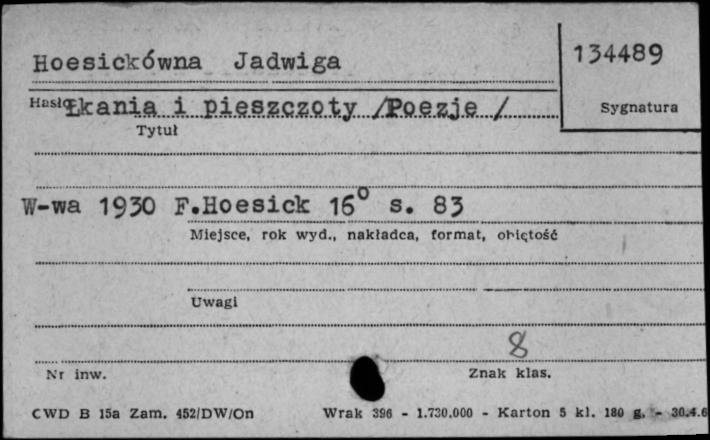 Hoesickówna Jadwiga
134489
Hasło
Łkania i pieszczoty /Poezje /
Sygnatura
Tytuł
W-wa 1930 F.Hoesick 16° s. 83
Miejsce, rok wyd., nakładca, format, objętość
Uwagi
8
Nr inw.
Znak klas.
CWD B 15a Zam. 452/DW/On Wrak 396 - 1.730.000 - Karton 5 kl. 180 g. - 30.4.6